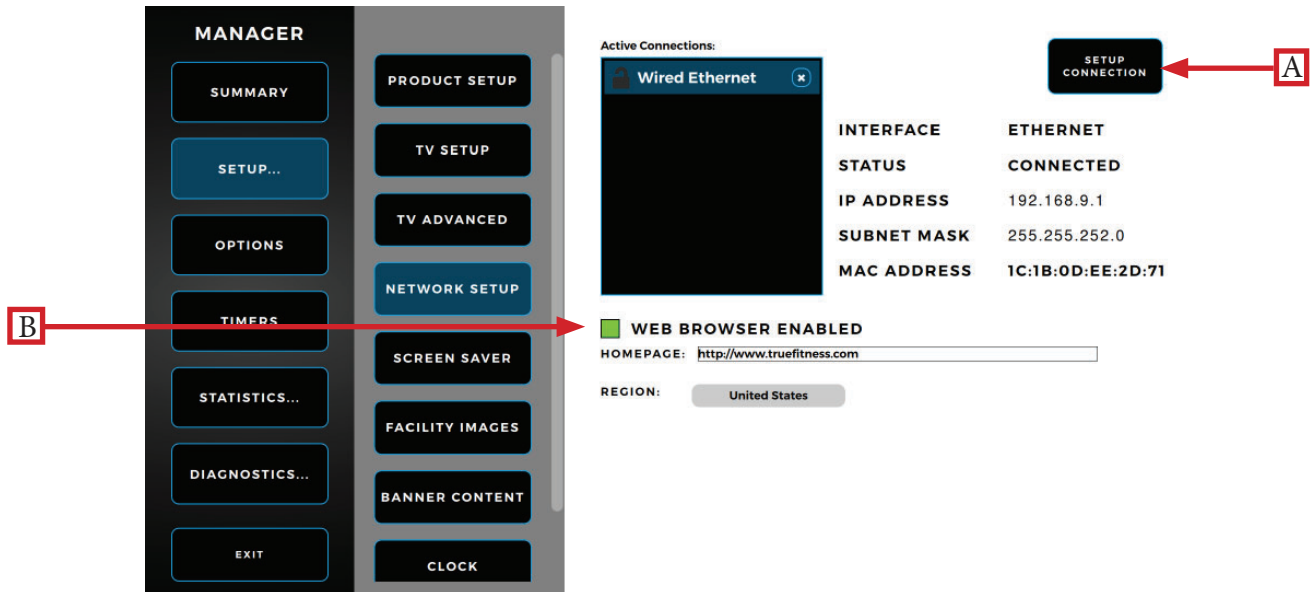 MANAGER
SUMMARY
SETUP...
OPTIONS
TIMERS
STATISTICS...
DIAGNOSTICS...
EXIT
PRODUCT SETUP
TV SETUP
TV ADVANCED
NETWORK SETUP
SCREEN SAVER
FACILITY IMAGES
BANNER CONTENT
CLOCK
Active Connections:
Wired Ethernet
SETUP
CONNECTION
A
INTERFACE ETHERNET
STATUS CONNECTED
IP ADDRESS 192.168.9.1
SUBNET MASK 255.255.252.0
MAC ADDRESS 1C:1B:0D:EE:2D:71
B
WEB BROWSER ENABLED
HOMEPAGE: http://www.truefitness.com
REGION: United States